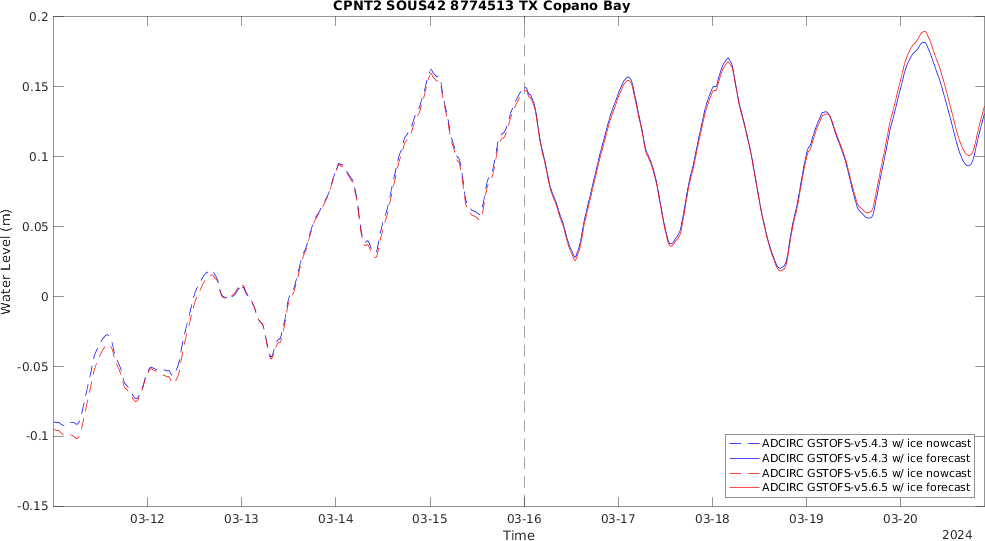 CPNT2 SOUS42 8774513 TX Copano Bay
0.2
0.15
0.1
0.05
0
-0.05
-0.1
-0.15
Water Level (m)
ADCIRC GSTOFS-v5.4.3 w/ ice nowcast
ADCIRC GSTOFS-v5.4.3 w/ ice forecast
ADCIRC GSTOFS-v5.6.5 w/ ice nowcast
ADCIRC GSTOFS-v5.6.5 w/ ice forecast
03-12 03-13 03-14 03-15 03-16 03-17 03-18 03-19 03-20
Time
2024